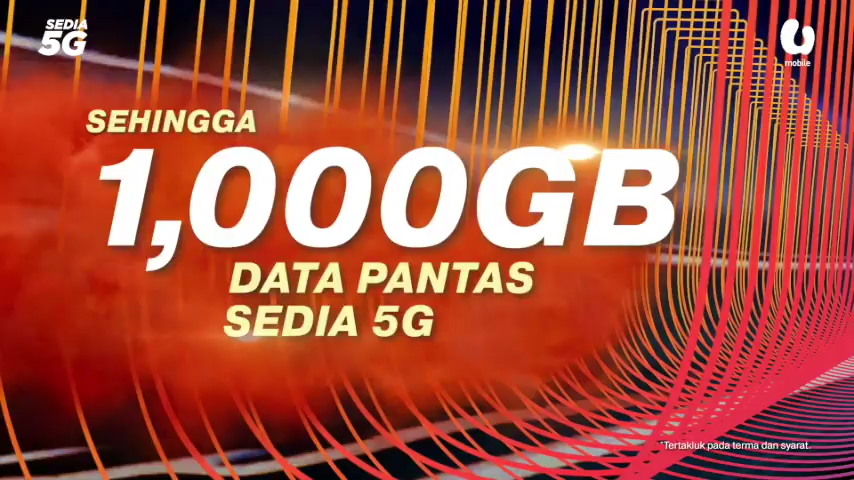 SEDIA
5G
U
mobile
SEHINGGA
1,000GB
DATA PANTAS
SEDIA 5G
*Tertakluk pada terma dan syarat.